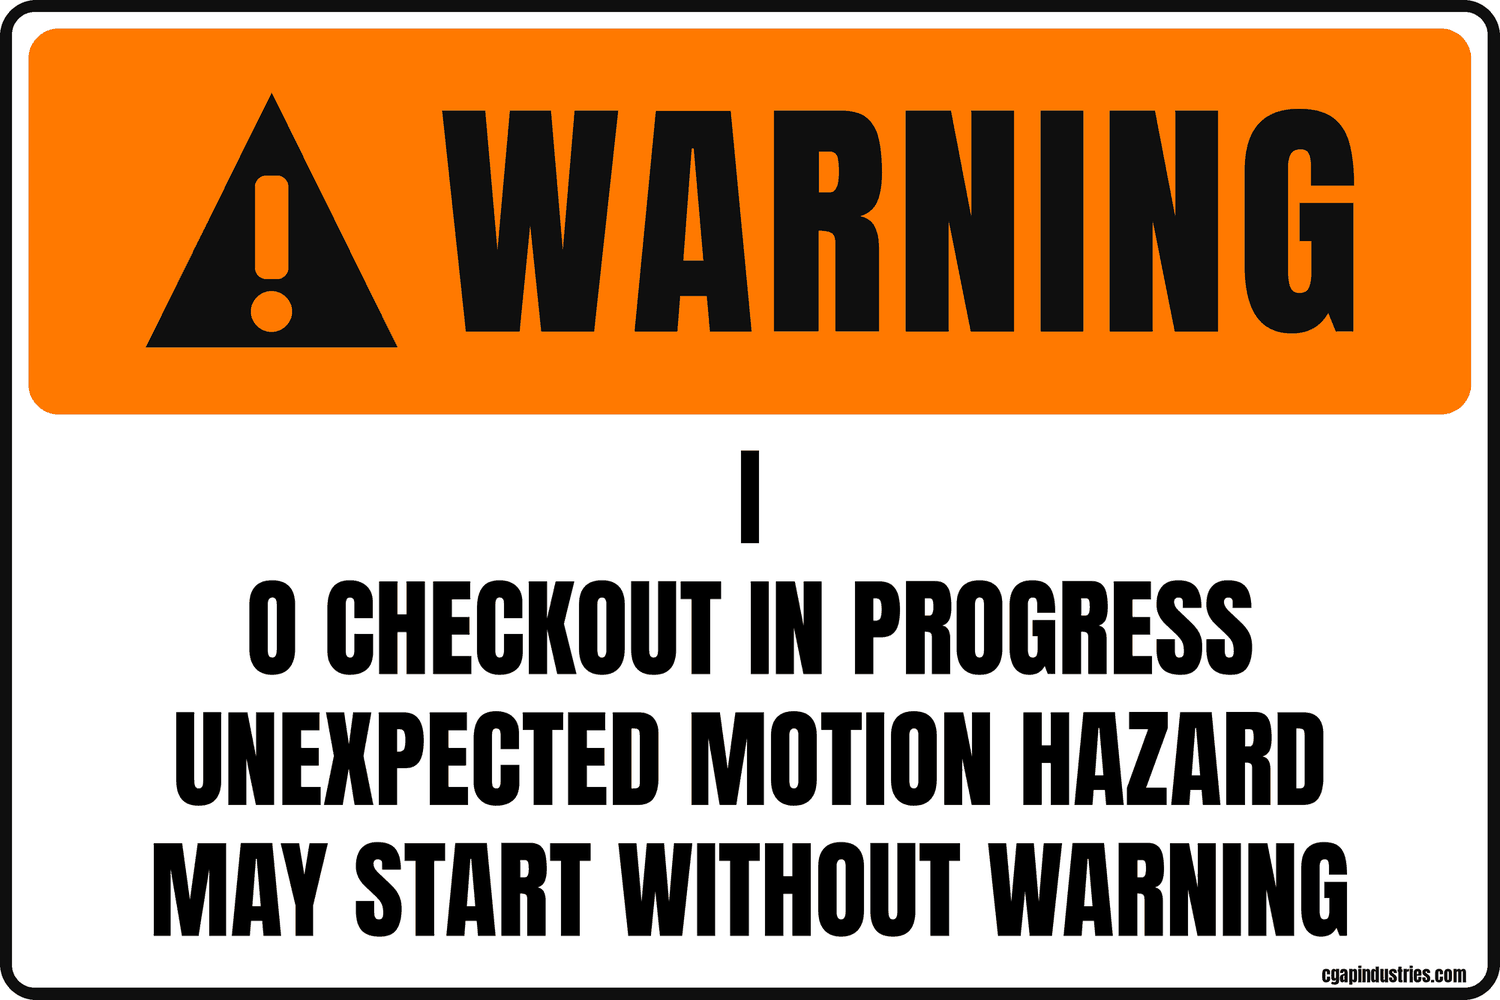 WARNING
I
O CHECKOUT IN PROGRESS
UNEXPECTED MOTION HAZARD
MAY START WITHOUT WARNING
cgapindustries.com